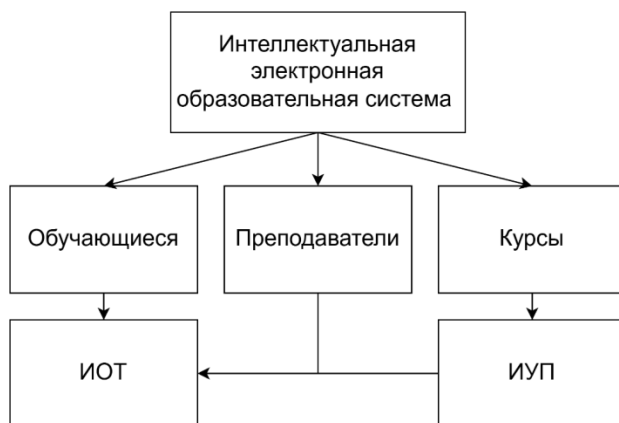 Интеллектуальная
электронная
образовательная система
Обучающиеся
Преподаватели
Курсы
ИОТ
ИУП